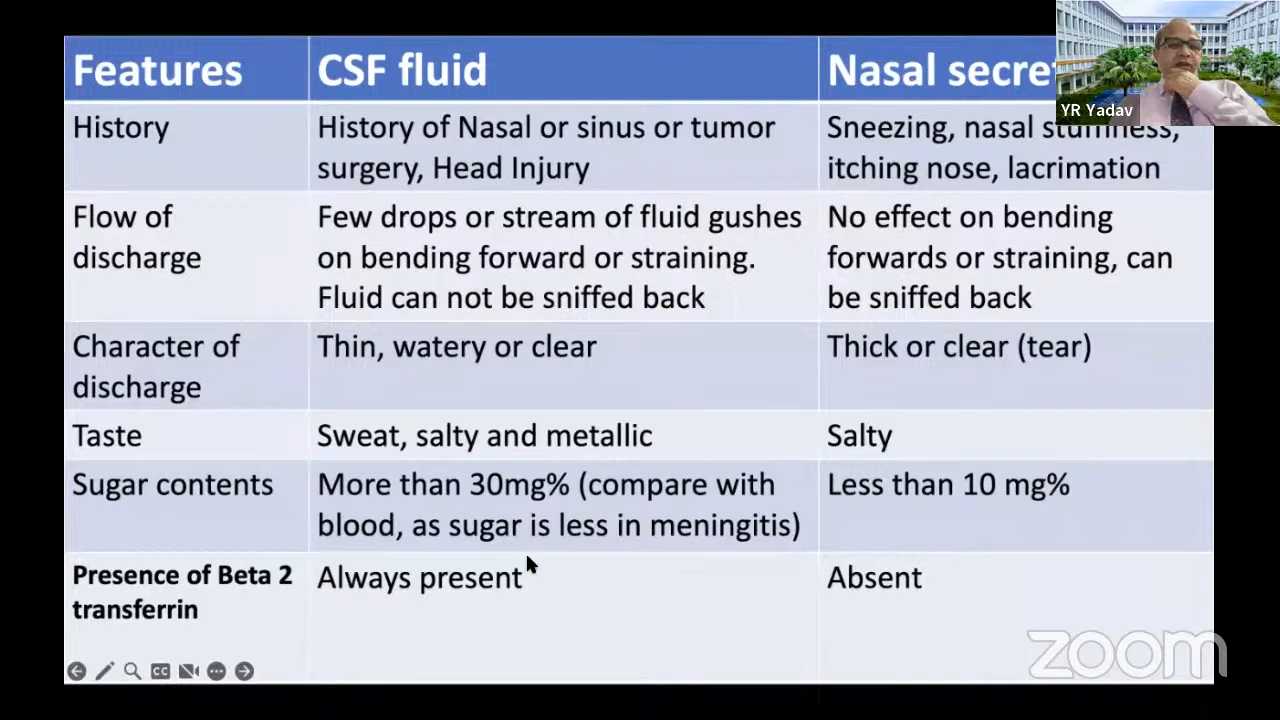 Features CSF fluid Nasal
YR Yadav
History History of Nasal or sinus or tumor Sneezing, nasal stuffiness,
surgery, Head Injury itching nose, lacrimation
Flow of Few drops or stream of fluid gushes No effect on bending
discharge on bending forward or straining. forwards or straining, can
Fluid can not be sniffed back be sniffed back
Character of Thin, watery or clear Thick or clear (tear)
discharge
Taste Sweat, salty and metallic Salty
Sugar contents More than 30mg% (compare with Less than 10 mg%
blood, as sugar is less in meningitis)
Presence of Beta 2 Always present Absent
transferrin
CC
zoom